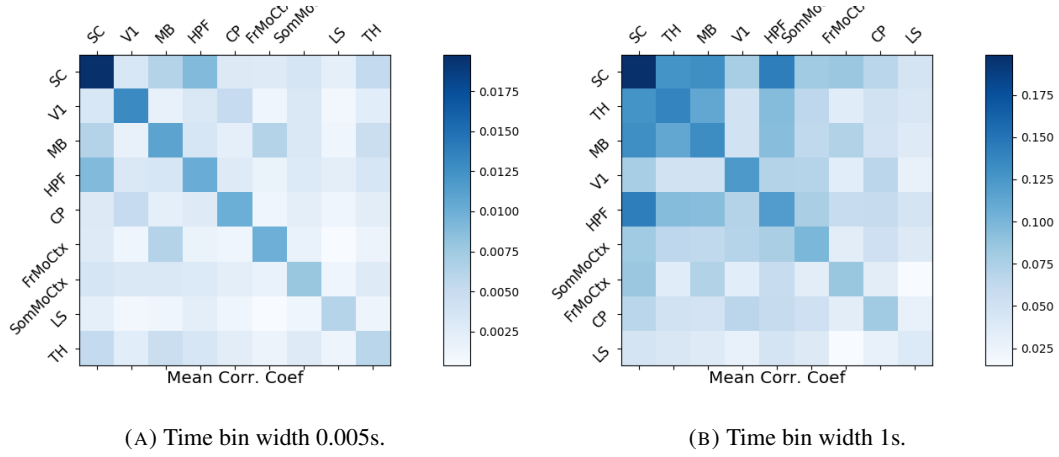 SC V1 MB HPF CP FrMoCtx SomMo LS TH
SC
V1
MB
HPF
CP
FrMoCtx
SomMoCtx
LS
TH
0.0175
0.0150
0.0125
0.0100
0.0075
0.0050
0.0025
Mean Corr. Coef
(A) Time bin width 0.005s.
SC TH MB V1 HPF SomMoCtx FrMoCtx CP LS
SC
TH
MB
V1
HPF
SomMoCtx
FrMoCtx
CP
LS
0.175
0.150
0.125
0.100
0.075
0.050
0.025
Mean Corr. Coef
(B) Time bin width 1s.